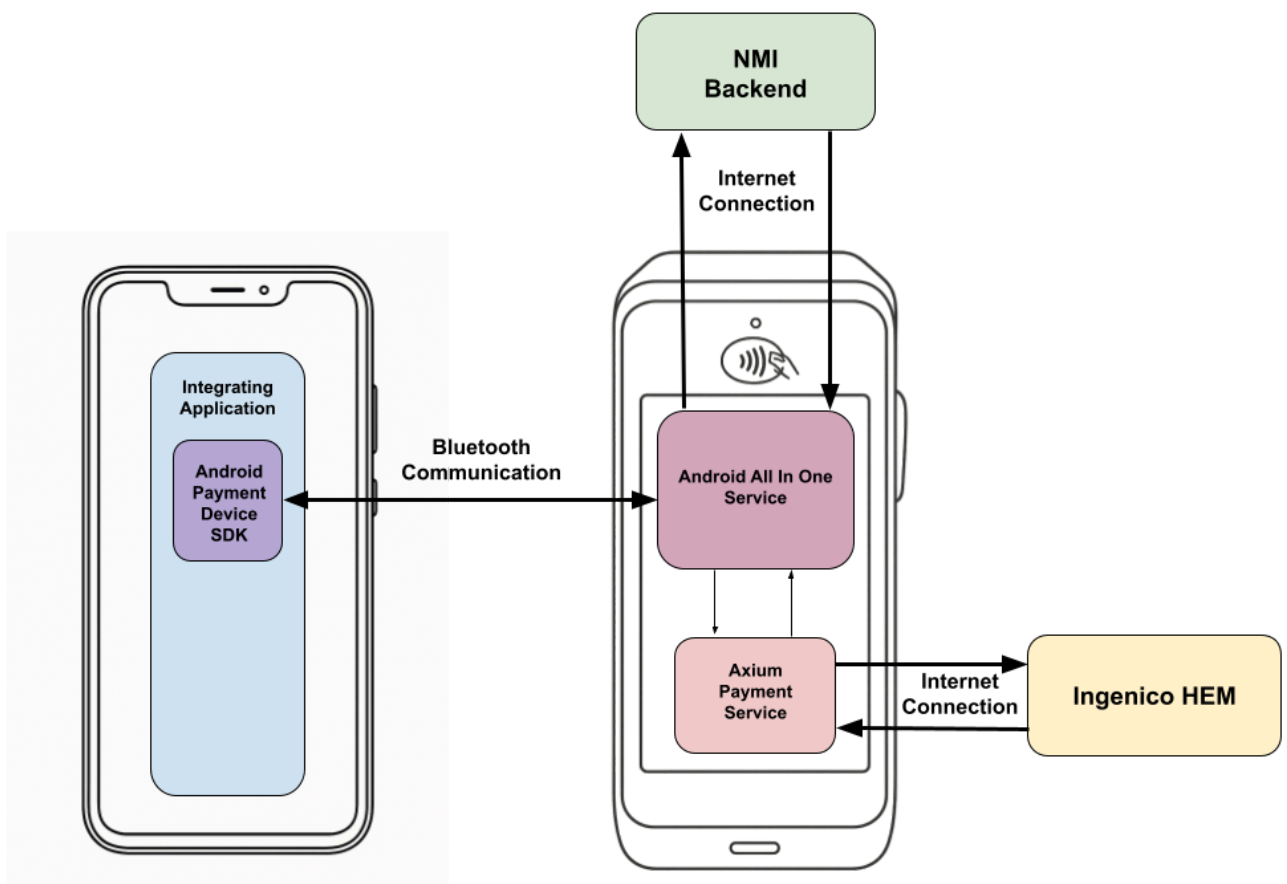 NMI
Backend
Internet
Connection
Integrating
Application
Android
Payment
Device
SDK
Bluetooth
Communication
Android All In One
Service
Axium
Payment
Service
Internet
Connection
Ingenico HEM